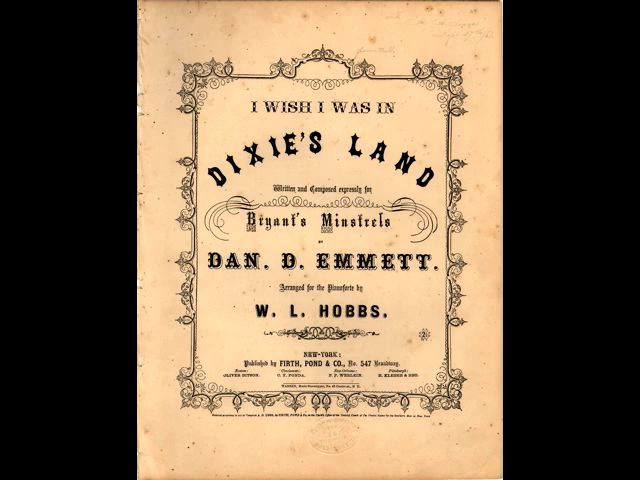 I WISH I WAS IN
DIXIE'S LAND
Written and Composed expressly for
Bryant's Minstrels
BY
DAN. D. EMMETT.
Arranged for the Pianoforte by
W. L. HOBBS.
NEW-YORK:
Published by FIRTH, POND & CO., No. 547 Broadway.
Boston: Cincinnati: New-Orleans: Pittsburgh:
OLIVER DITSON. C. Y. FONDA. P. P. WERLEIN. H. KLEBER & BRO.